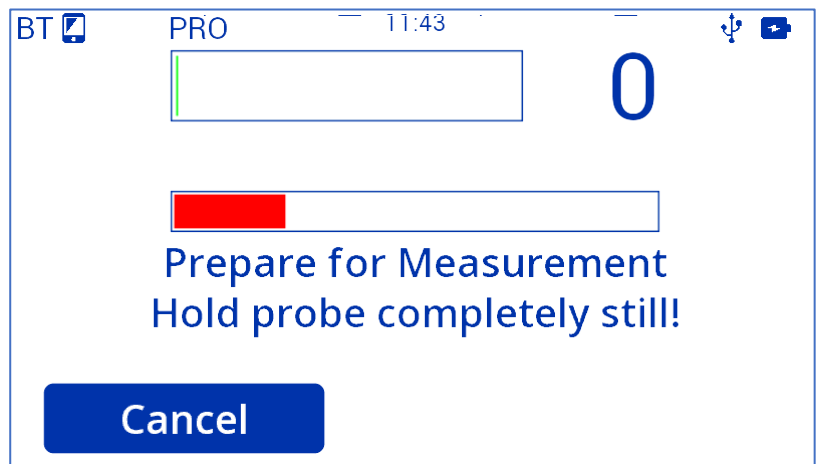 BT PRO 11:43
0
Prepare for Measurement
Hold probe completely still!
Cancel